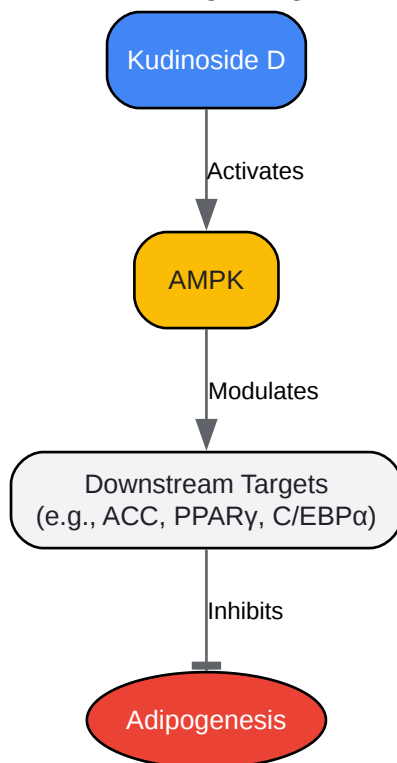 Kudinoside D
Activates
AMPK
Modulates
Downstream Targets
(e.g., ACC, PPARγ, C/EBPα)
Inhibits
Adipogenesis